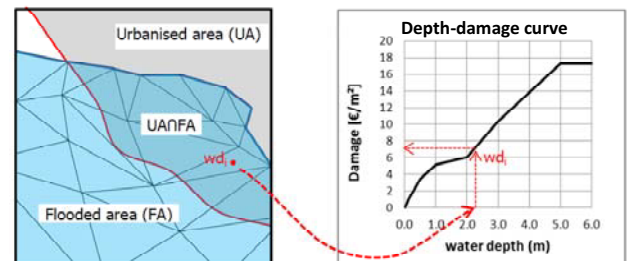 Urbanised area (UA)
UA∩FA
wdᵢ
Flooded area (FA)
Depth-damage curve
Damage [€/m²]
20
18
16
14
12
10
8
6
4
2
0
wdᵢ
0.0 1.0 2.0 3.0 4.0 5.0 6.0
water depth (m)